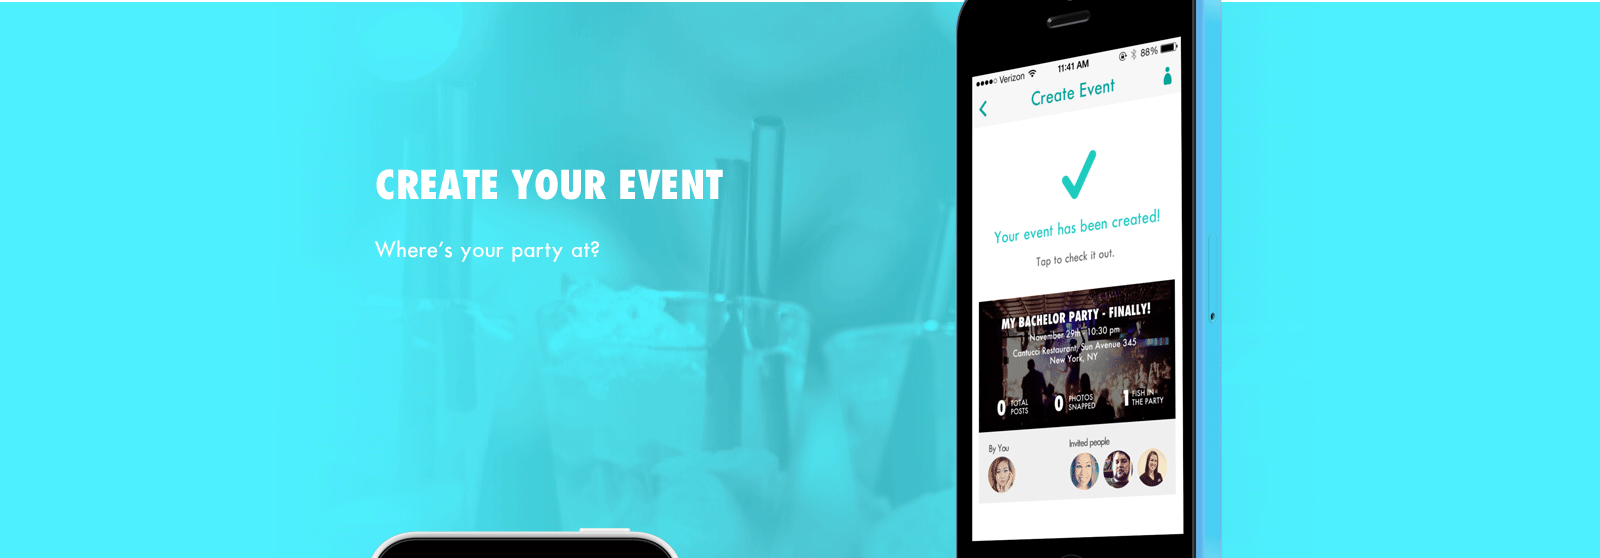 CREATE YOUR EVENT
Where's your party at?
Verizon 11:41 AM 88%
Create Event
Your event has been created!
Tap to check it out.
MY BACHELOR PARTY - FINALLY!
November 29th - 10:30 pm
Cantucci Restaurant, Sun Avenue 345
New York, NY
0 TOTAL POSTS
0 PHOTOS SNAPPED
1 FISH IN THE PARTY
By You
Invited people